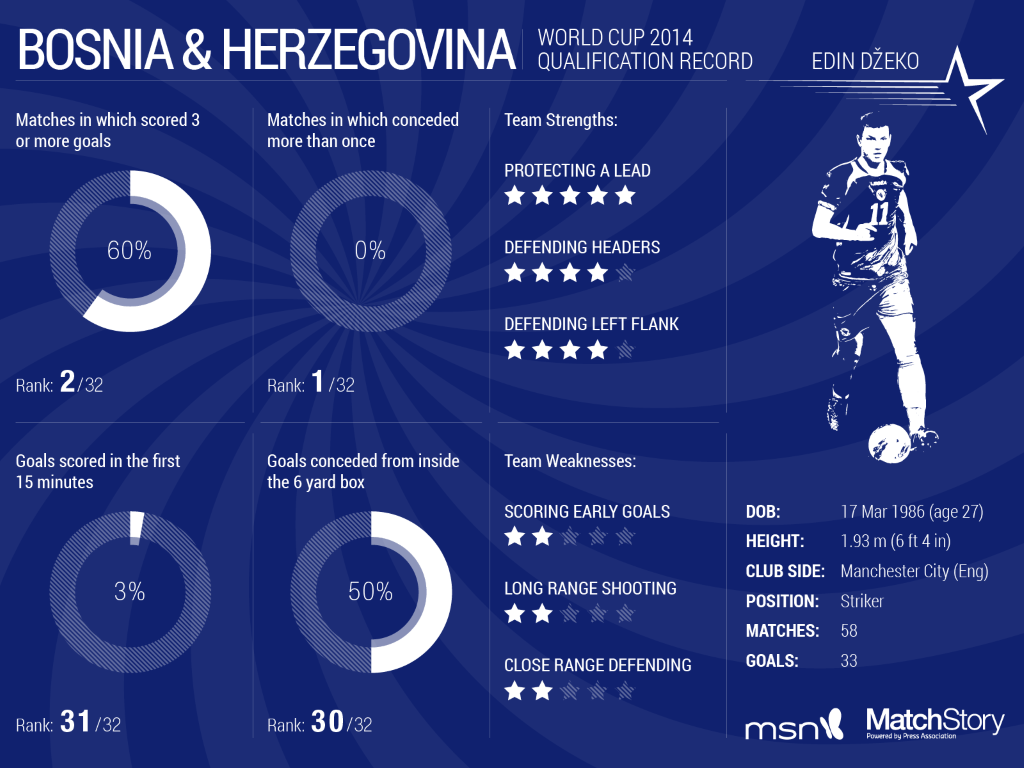 BOSNIA & HERZEGOVINA
WORLD CUP 2014
QUALIFICATION RECORD
EDIN DŽEKO
Matches in which scored 3
or more goals
60%
Rank: 2/32
Matches in which conceded
more than once
0%
Rank: 1/32
Team Strengths:
PROTECTING A LEAD
DEFENDING HEADERS
DEFENDING LEFT FLANK
11
Goals scored in the first
15 minutes
3%
Rank: 31/32
Goals conceded from inside
the 6 yard box
50%
Rank: 30/32
Team Weaknesses:
SCORING EARLY GOALS
LONG RANGE SHOOTING
CLOSE RANGE DEFENDING
DOB: 17 Mar 1986 (age 27)
HEIGHT: 1.93 m (6 ft 4 in)
CLUB SIDE: Manchester City (Eng)
POSITION: Striker
MATCHES: 58
GOALS: 33
msn
MatchStory
Powered by Press Association